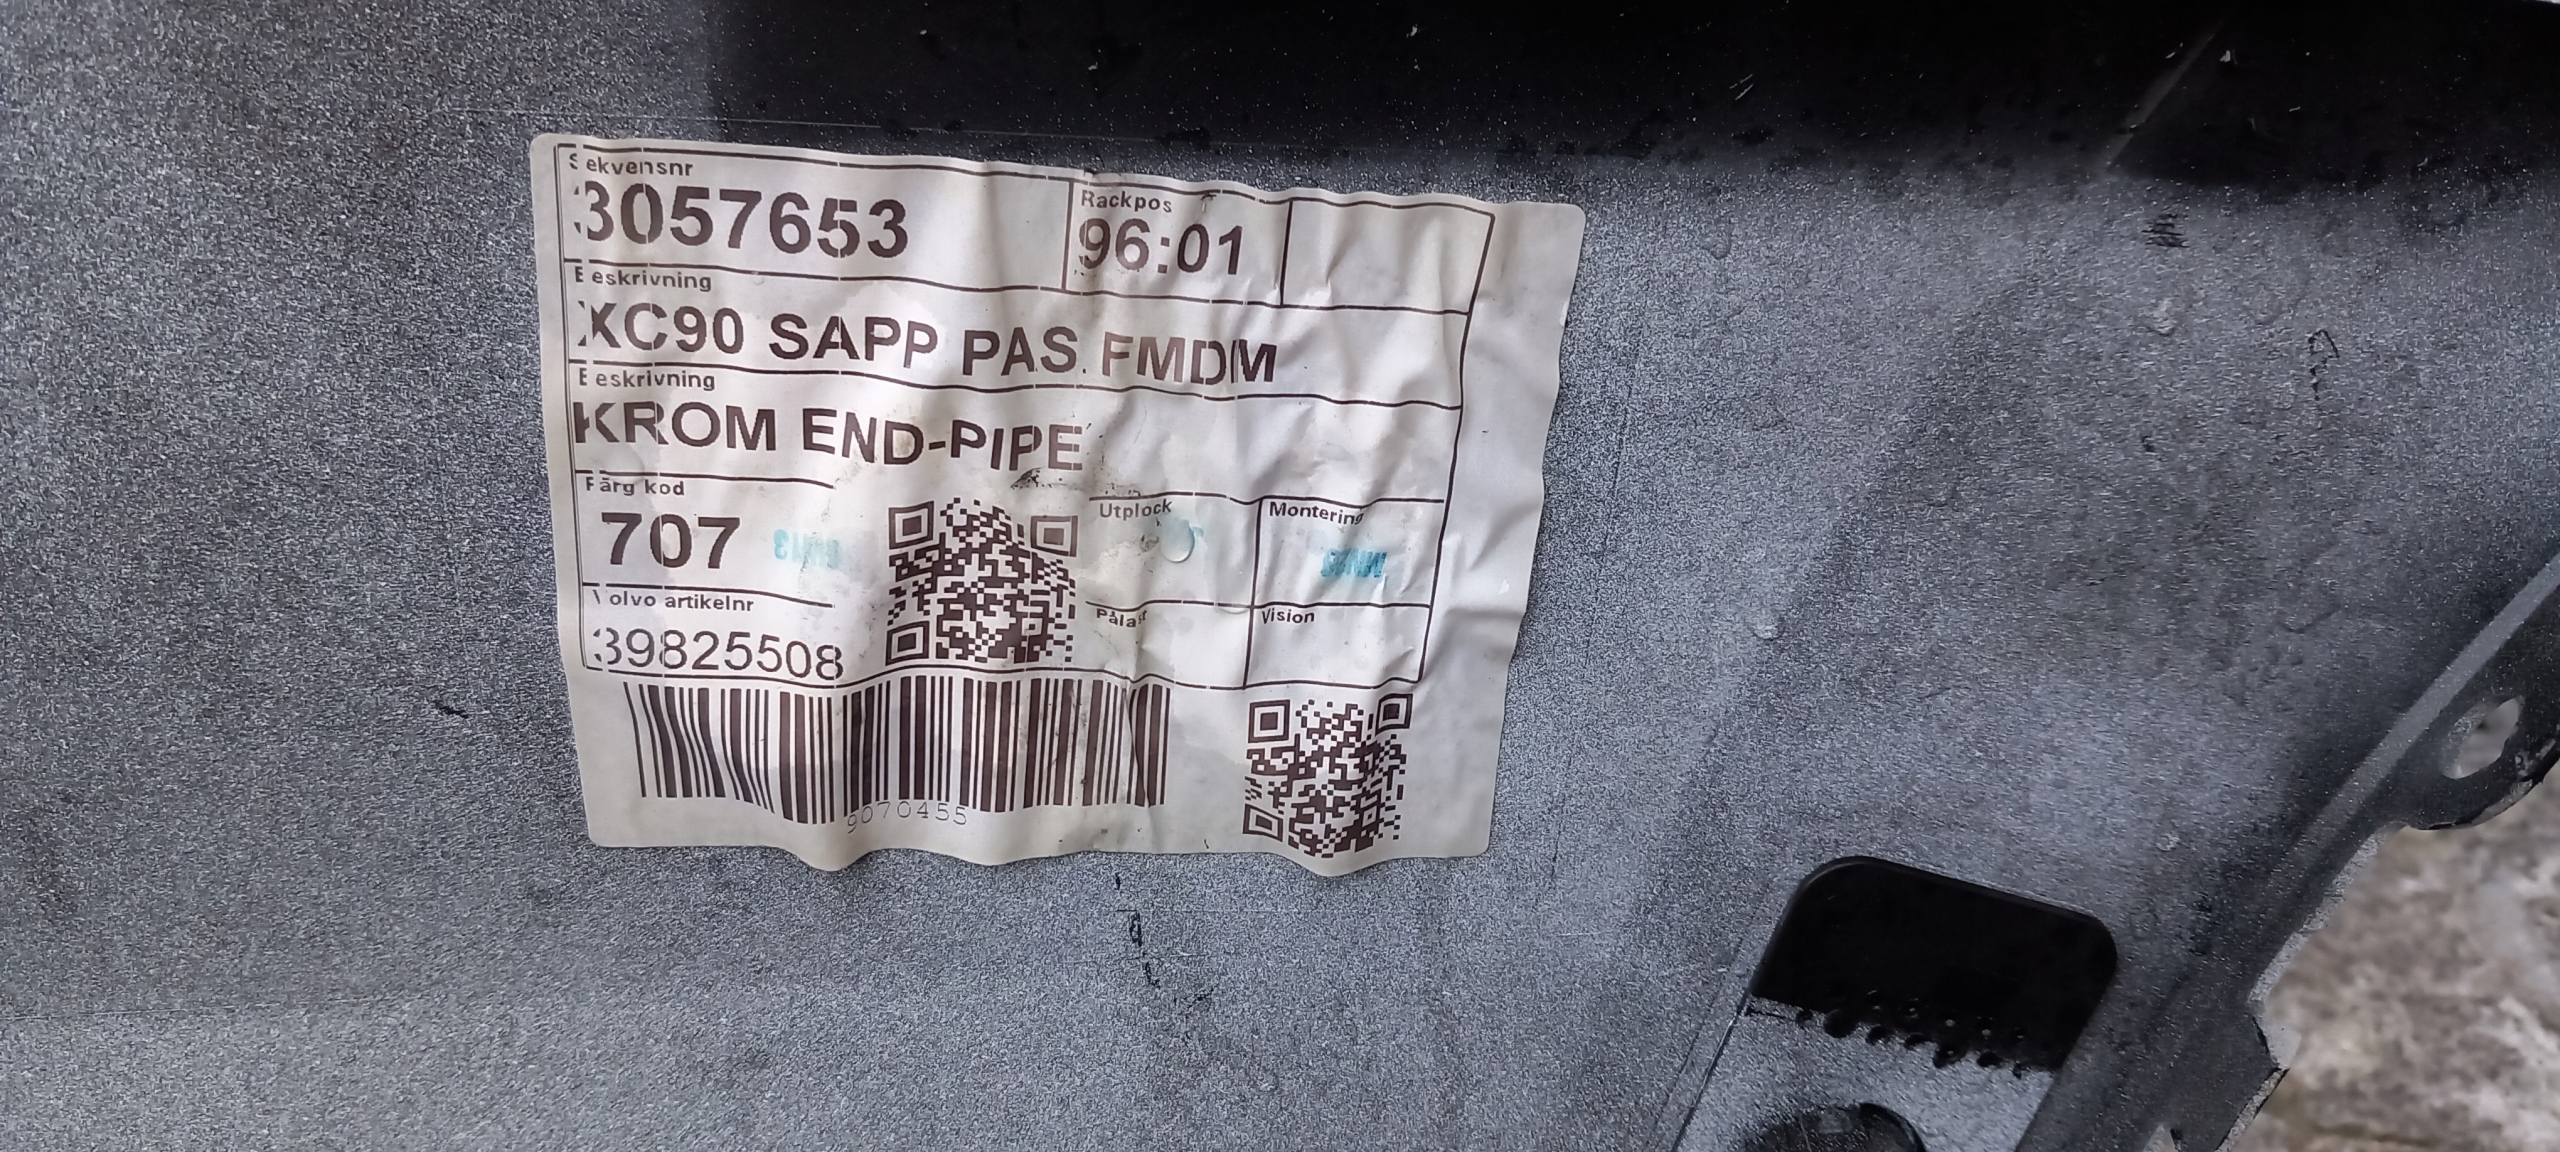 Sekvensnr
3057653
Rackpos
96:01
Beskrivning
XC90 SAPP PAS FMDM
Beskrivning
KROM END-PIPE
Färg kod
707
Utplock
Montering
Volvo artikelnr
39825508
Vision
9070455